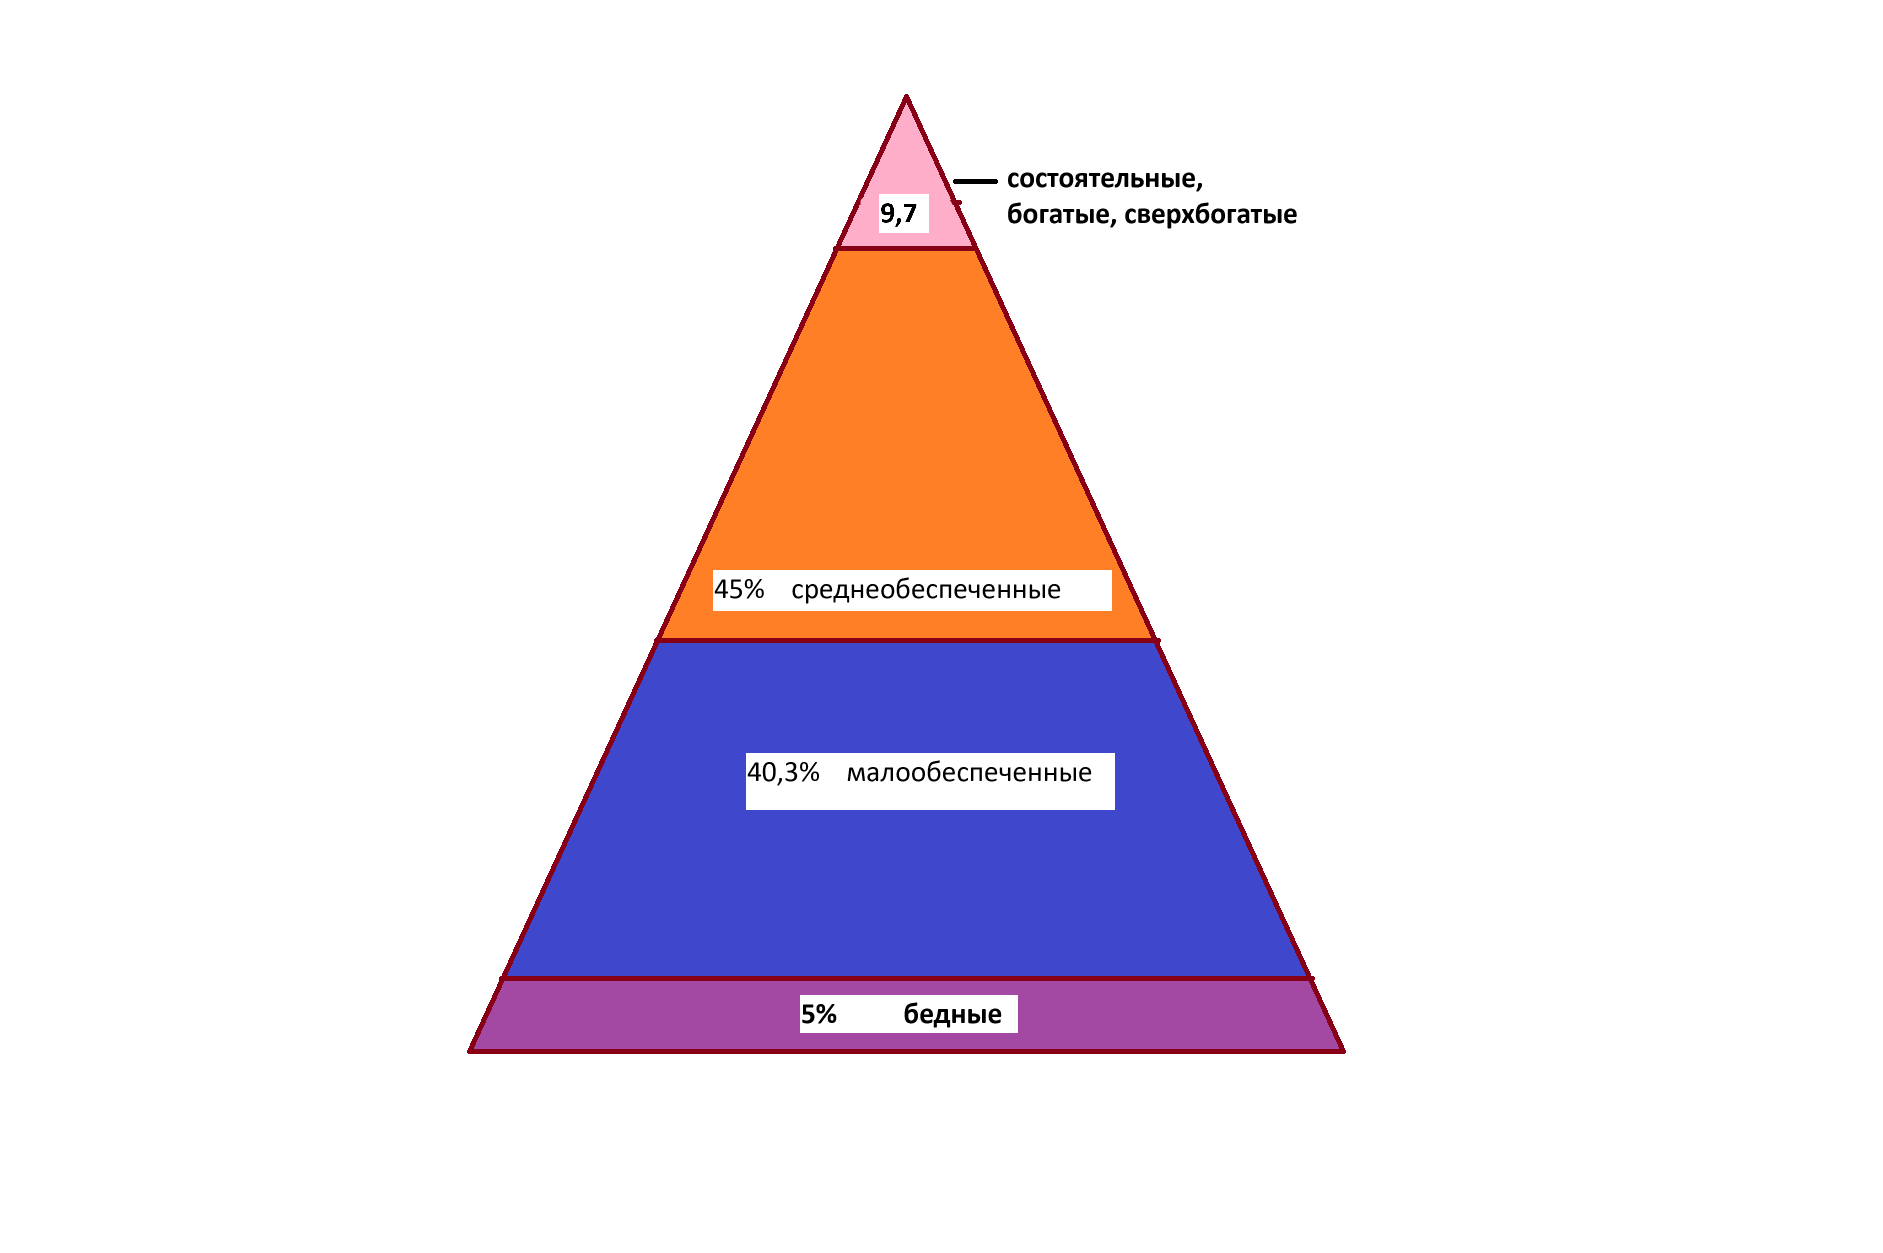 состоятельные,
богатые, сверхбогатые
9,7
45% среднеобеспеченные
40,3% малообеспеченные
5% бедные